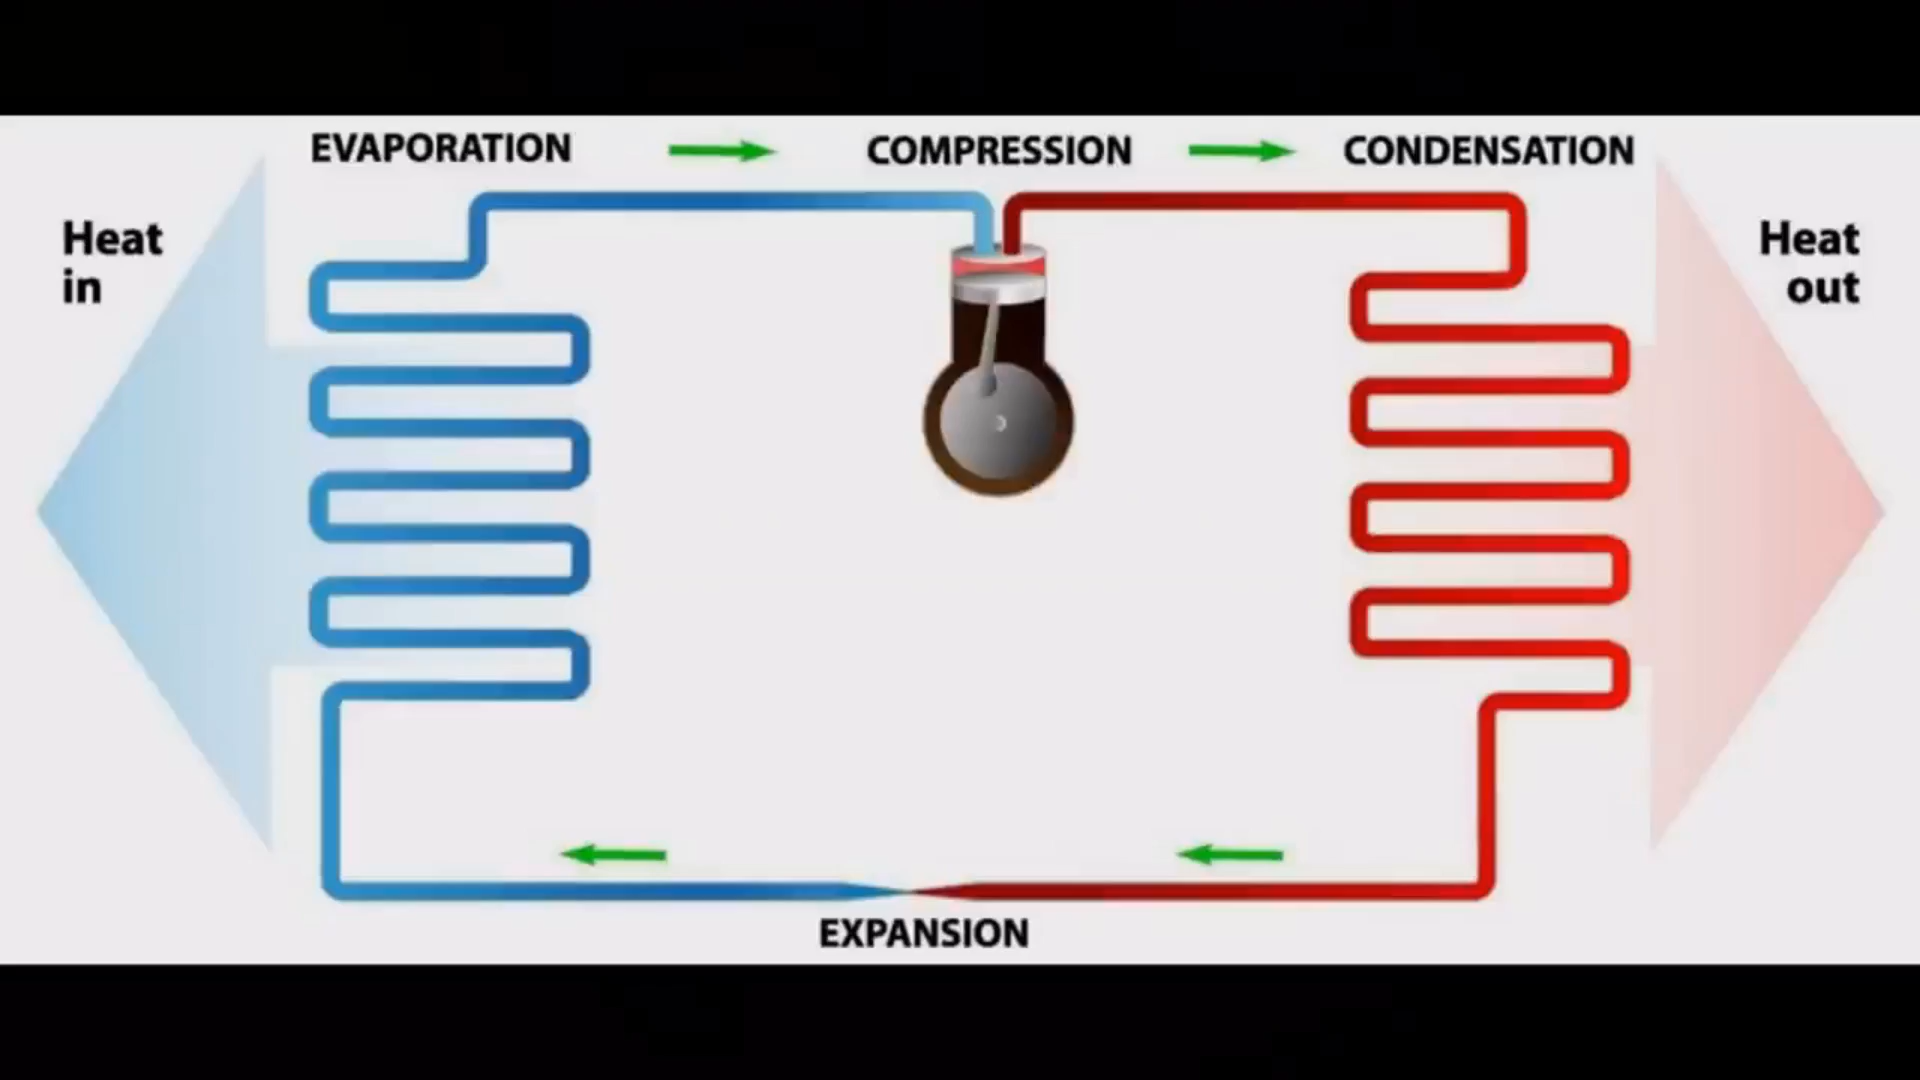 EVAPORATION
COMPRESSION
CONDENSATION
Heat
in
Heat
out
EXPANSION